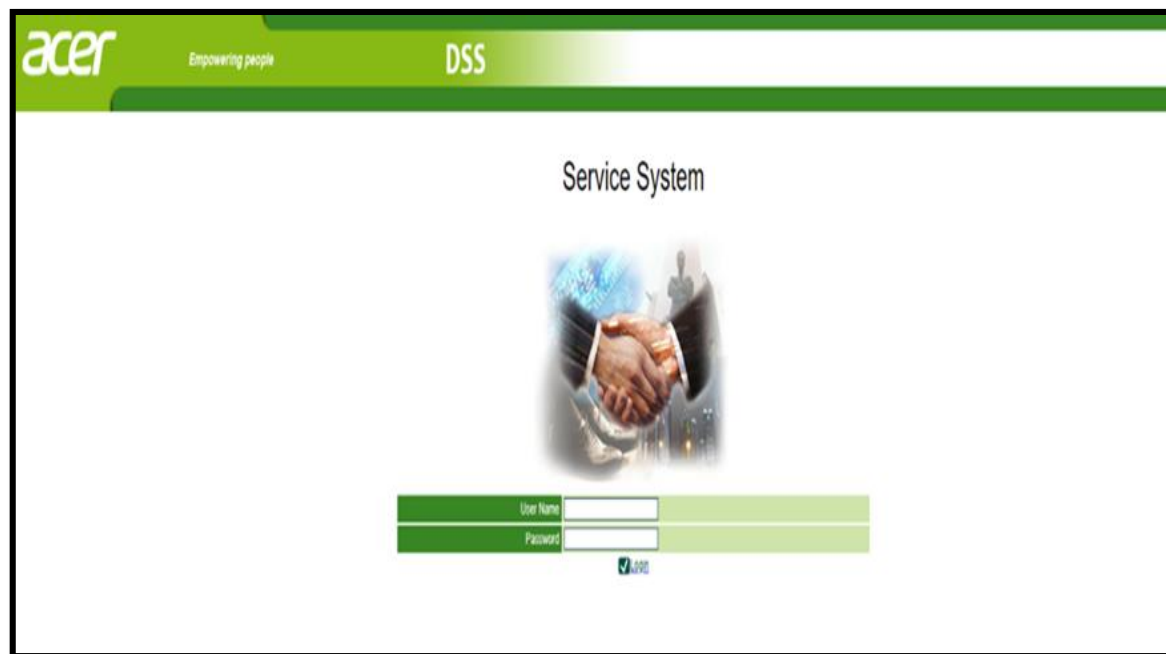 acer Empowering people DSS
Service System
User Name
Password
Login